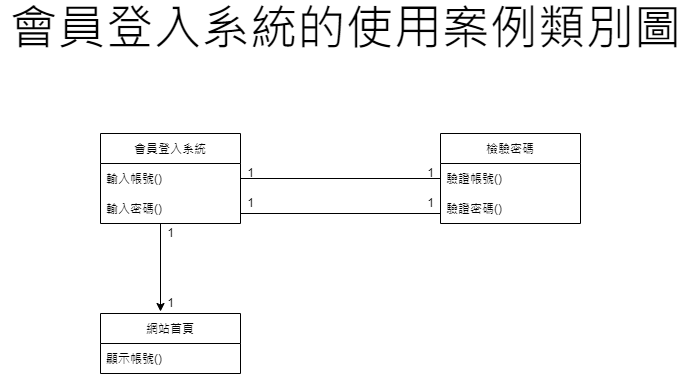 會員登入系統的使用案例類別圖
會員登入系統
輸入帳號()
輸入密碼()
1
1
1
1
檢驗密碼
驗證帳號()
驗證密碼()
1
1
網站首頁
顯示帳號()